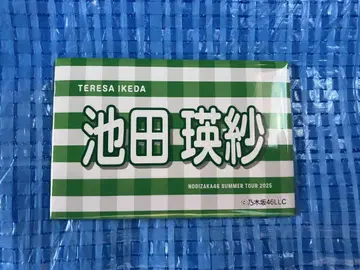 TERESA IKEDA
池田 瑛紗
NOGIZAKA46 SUMMER TOUR 2025
©乃木坂46LLC